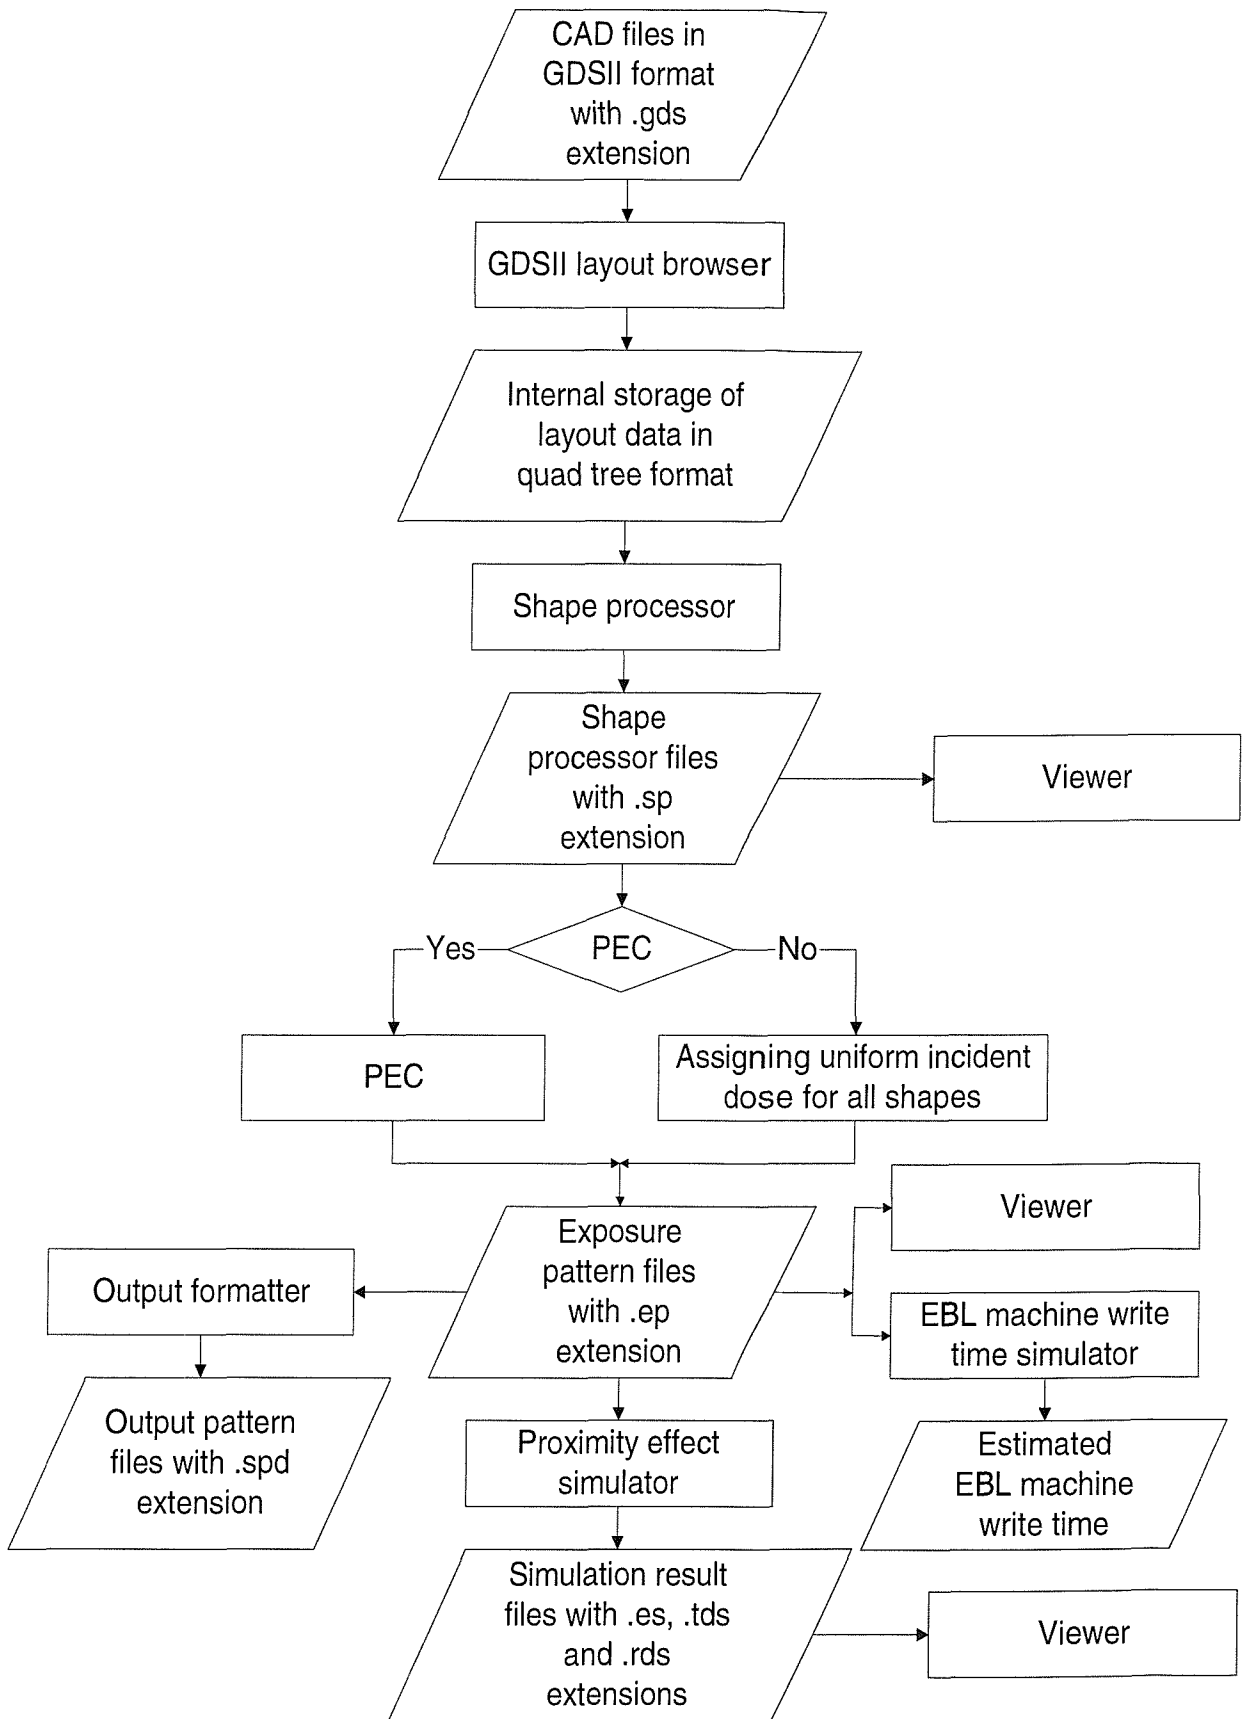 CAD files in
GDSII format
with .gds
extension
GDSII layout browser
Internal storage of
layout data in
quad tree format
Shape processor
Shape
processor files
with .sp
extension
Viewer
Yes
PEC
No
PEC
Assigning uniform incident
dose for all shapes
Exposure
pattern files
with .ep
extension
Viewer
Output formatter
EBL machine write
time simulator
Output pattern
files with .spd
extension
Proximity effect
simulator
Estimated
EBL machine
write time
Simulation result
files with .es, .tds
and .rds
extensions
Viewer